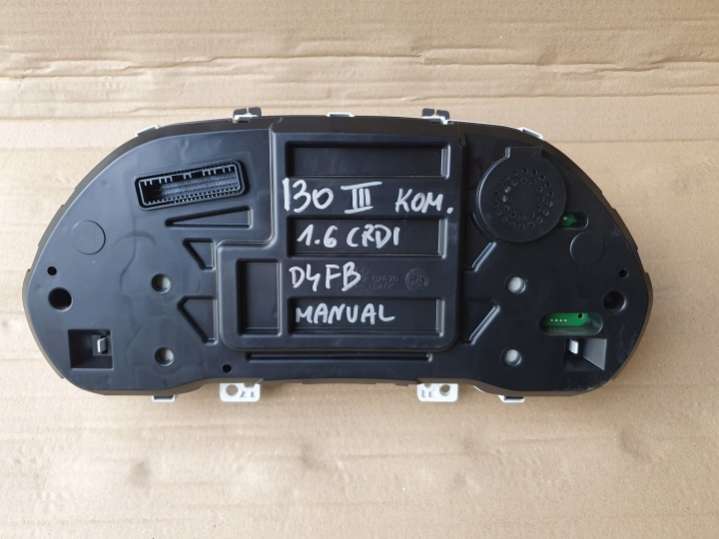 i30 III KOM.
1.6 CRDI
D4FB
MANUAL